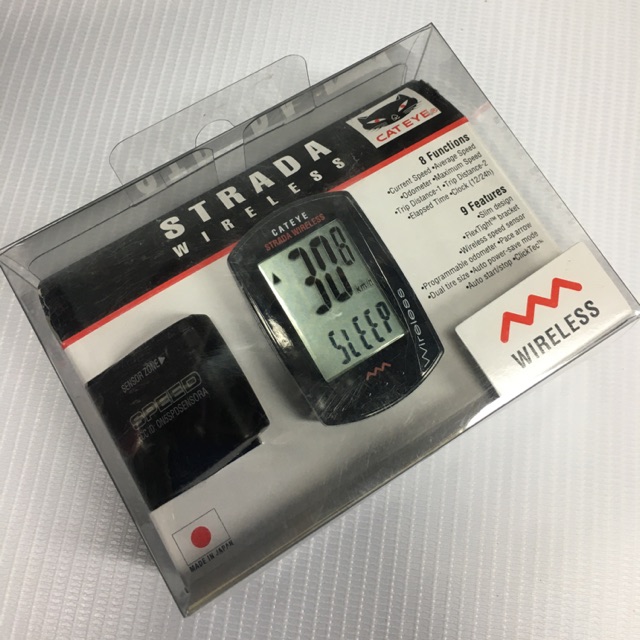 STRADA
WIRELESS
CATEYE
8 Functions
•Current Speed •Average Speed
•Odometer •Maximum Speed
•Trip Distance-1 •Trip Distance-2
•Elapsed Time •Clock (12/24h)
9 Features
•Slim design
•FlexTight™ bracket
•Wireless speed sensor
•Programmable odometer •Pace arrow
•Dual tire size •Auto power-save mode
•Auto start/stop •ClickTec™
CATEYE
STRADA WIRELESS
km/h
SLEEP
Wireless
WIRELESS
SENSOR ZONE
SPEED
MADE IN JAPAN